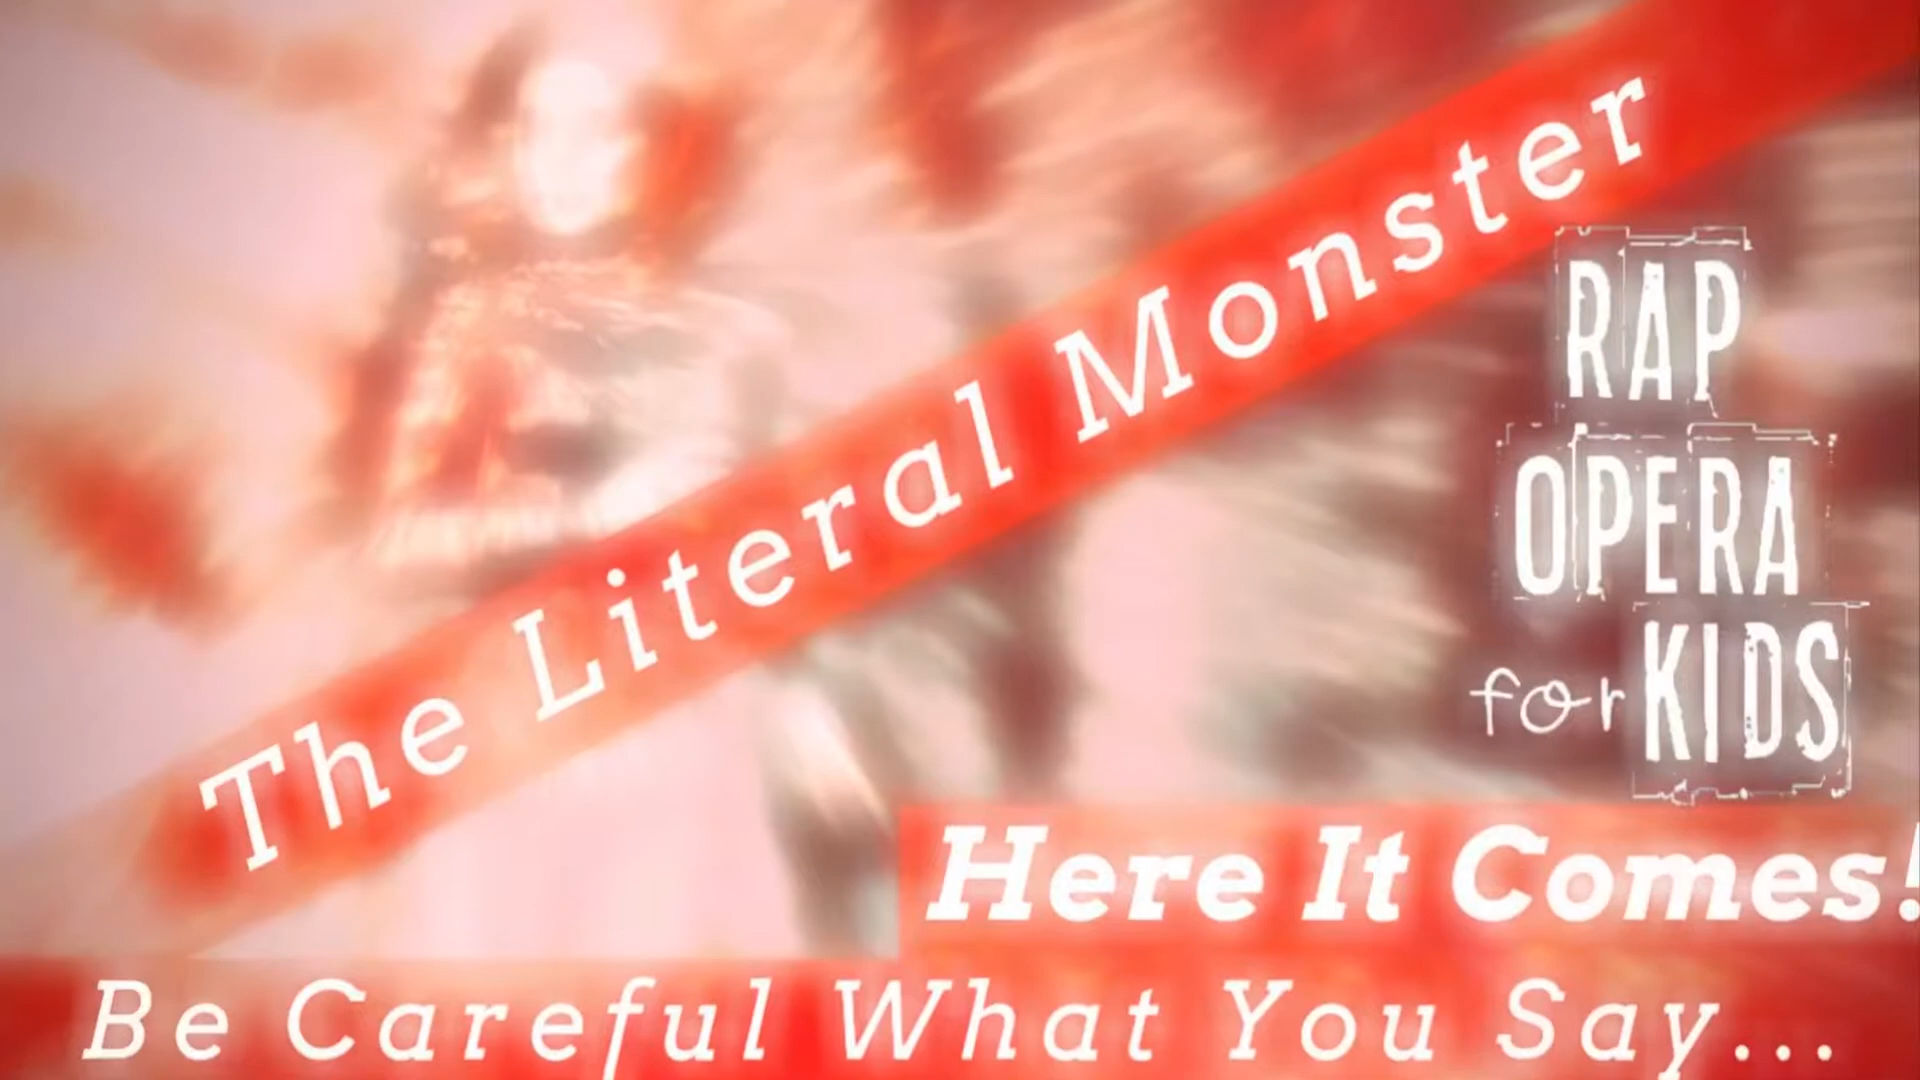 The Literal Monster
RAP
OPERA
for KIDS
Here It Comes!
Be Careful What You Say...